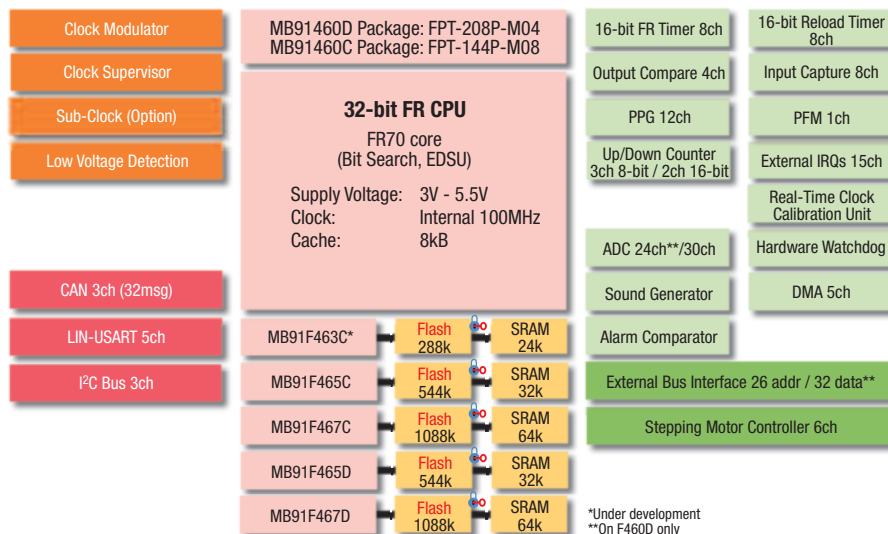 Clock Modulator
Clock Supervisor
Sub-Clock (Option)
Low Voltage Detection
CAN 3ch (32msg)
LIN-USART 5ch
I²C Bus 3ch
MB91460D Package: FPT-208P-M04
MB91460C Package: FPT-144P-M08
32-bit FR CPU
FR70 core
(Bit Search, EDSU)
Supply Voltage: 3V - 5.5V
Clock: Internal 100MHz
Cache: 8kB
MB91F463C*
Flash
288k
SRAM
24k
MB91F465C
Flash
544k
SRAM
32k
MB91F467C
Flash
1088k
SRAM
64k
MB91F465D
Flash
544k
SRAM
32k
MB91F467D
Flash
1088k
SRAM
64k
16-bit FR Timer 8ch
16-bit Reload Timer
8ch
Output Compare 4ch
Input Capture 8ch
PPG 12ch
PFM 1ch
Up/Down Counter
3ch 8-bit / 2ch 16-bit
External IRQs 15ch
Real-Time Clock
Calibration Unit
ADC 24ch**/30ch
Hardware Watchdog
Sound Generator
DMA 5ch
Alarm Comparator
External Bus Interface 26 addr / 32 data**
Stepping Motor Controller 6ch
*Under development
**On F460D only